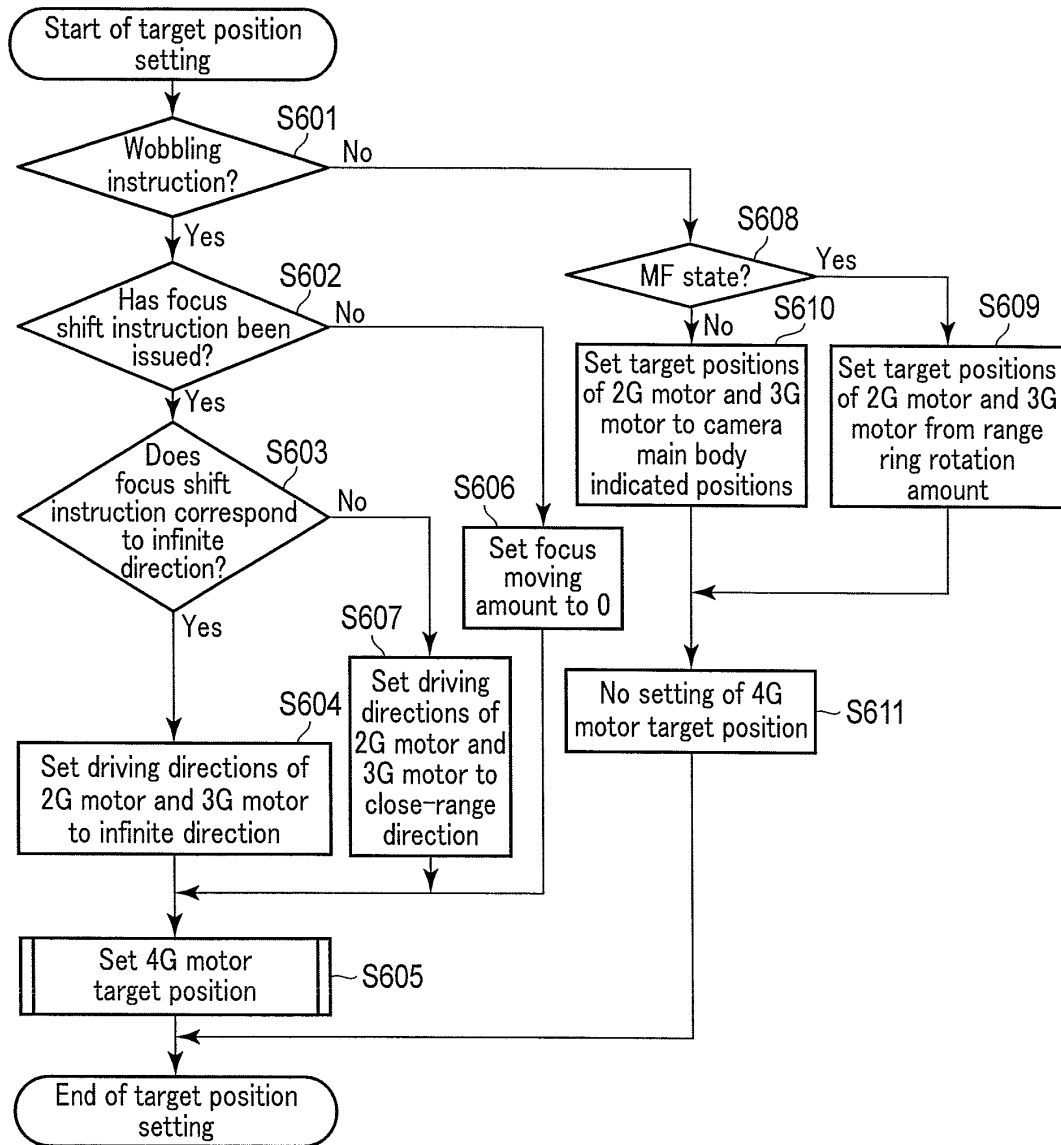 Start of target position
setting
S601
Wobbling
instruction?
No
Yes
S602
Has focus
shift instruction been
issued?
No
Yes
S603
Does
focus shift
instruction correspond
to infinite
direction?
No
Yes
S604
Set driving directions of
2G motor and 3G motor
to infinite direction
S607
Set driving
directions of
2G motor and
3G motor to
close-range
direction
S606
Set focus
moving
amount to 0
S608
MF state?
Yes
No
S610
Set target positions
of 2G motor and 3G
motor to camera
main body
indicated positions
S609
Set target positions
of 2G motor and 3G
motor from range
ring rotation
amount
No setting of 4G
motor target position
S611
Set 4G motor
target position
S605
End of target position
setting